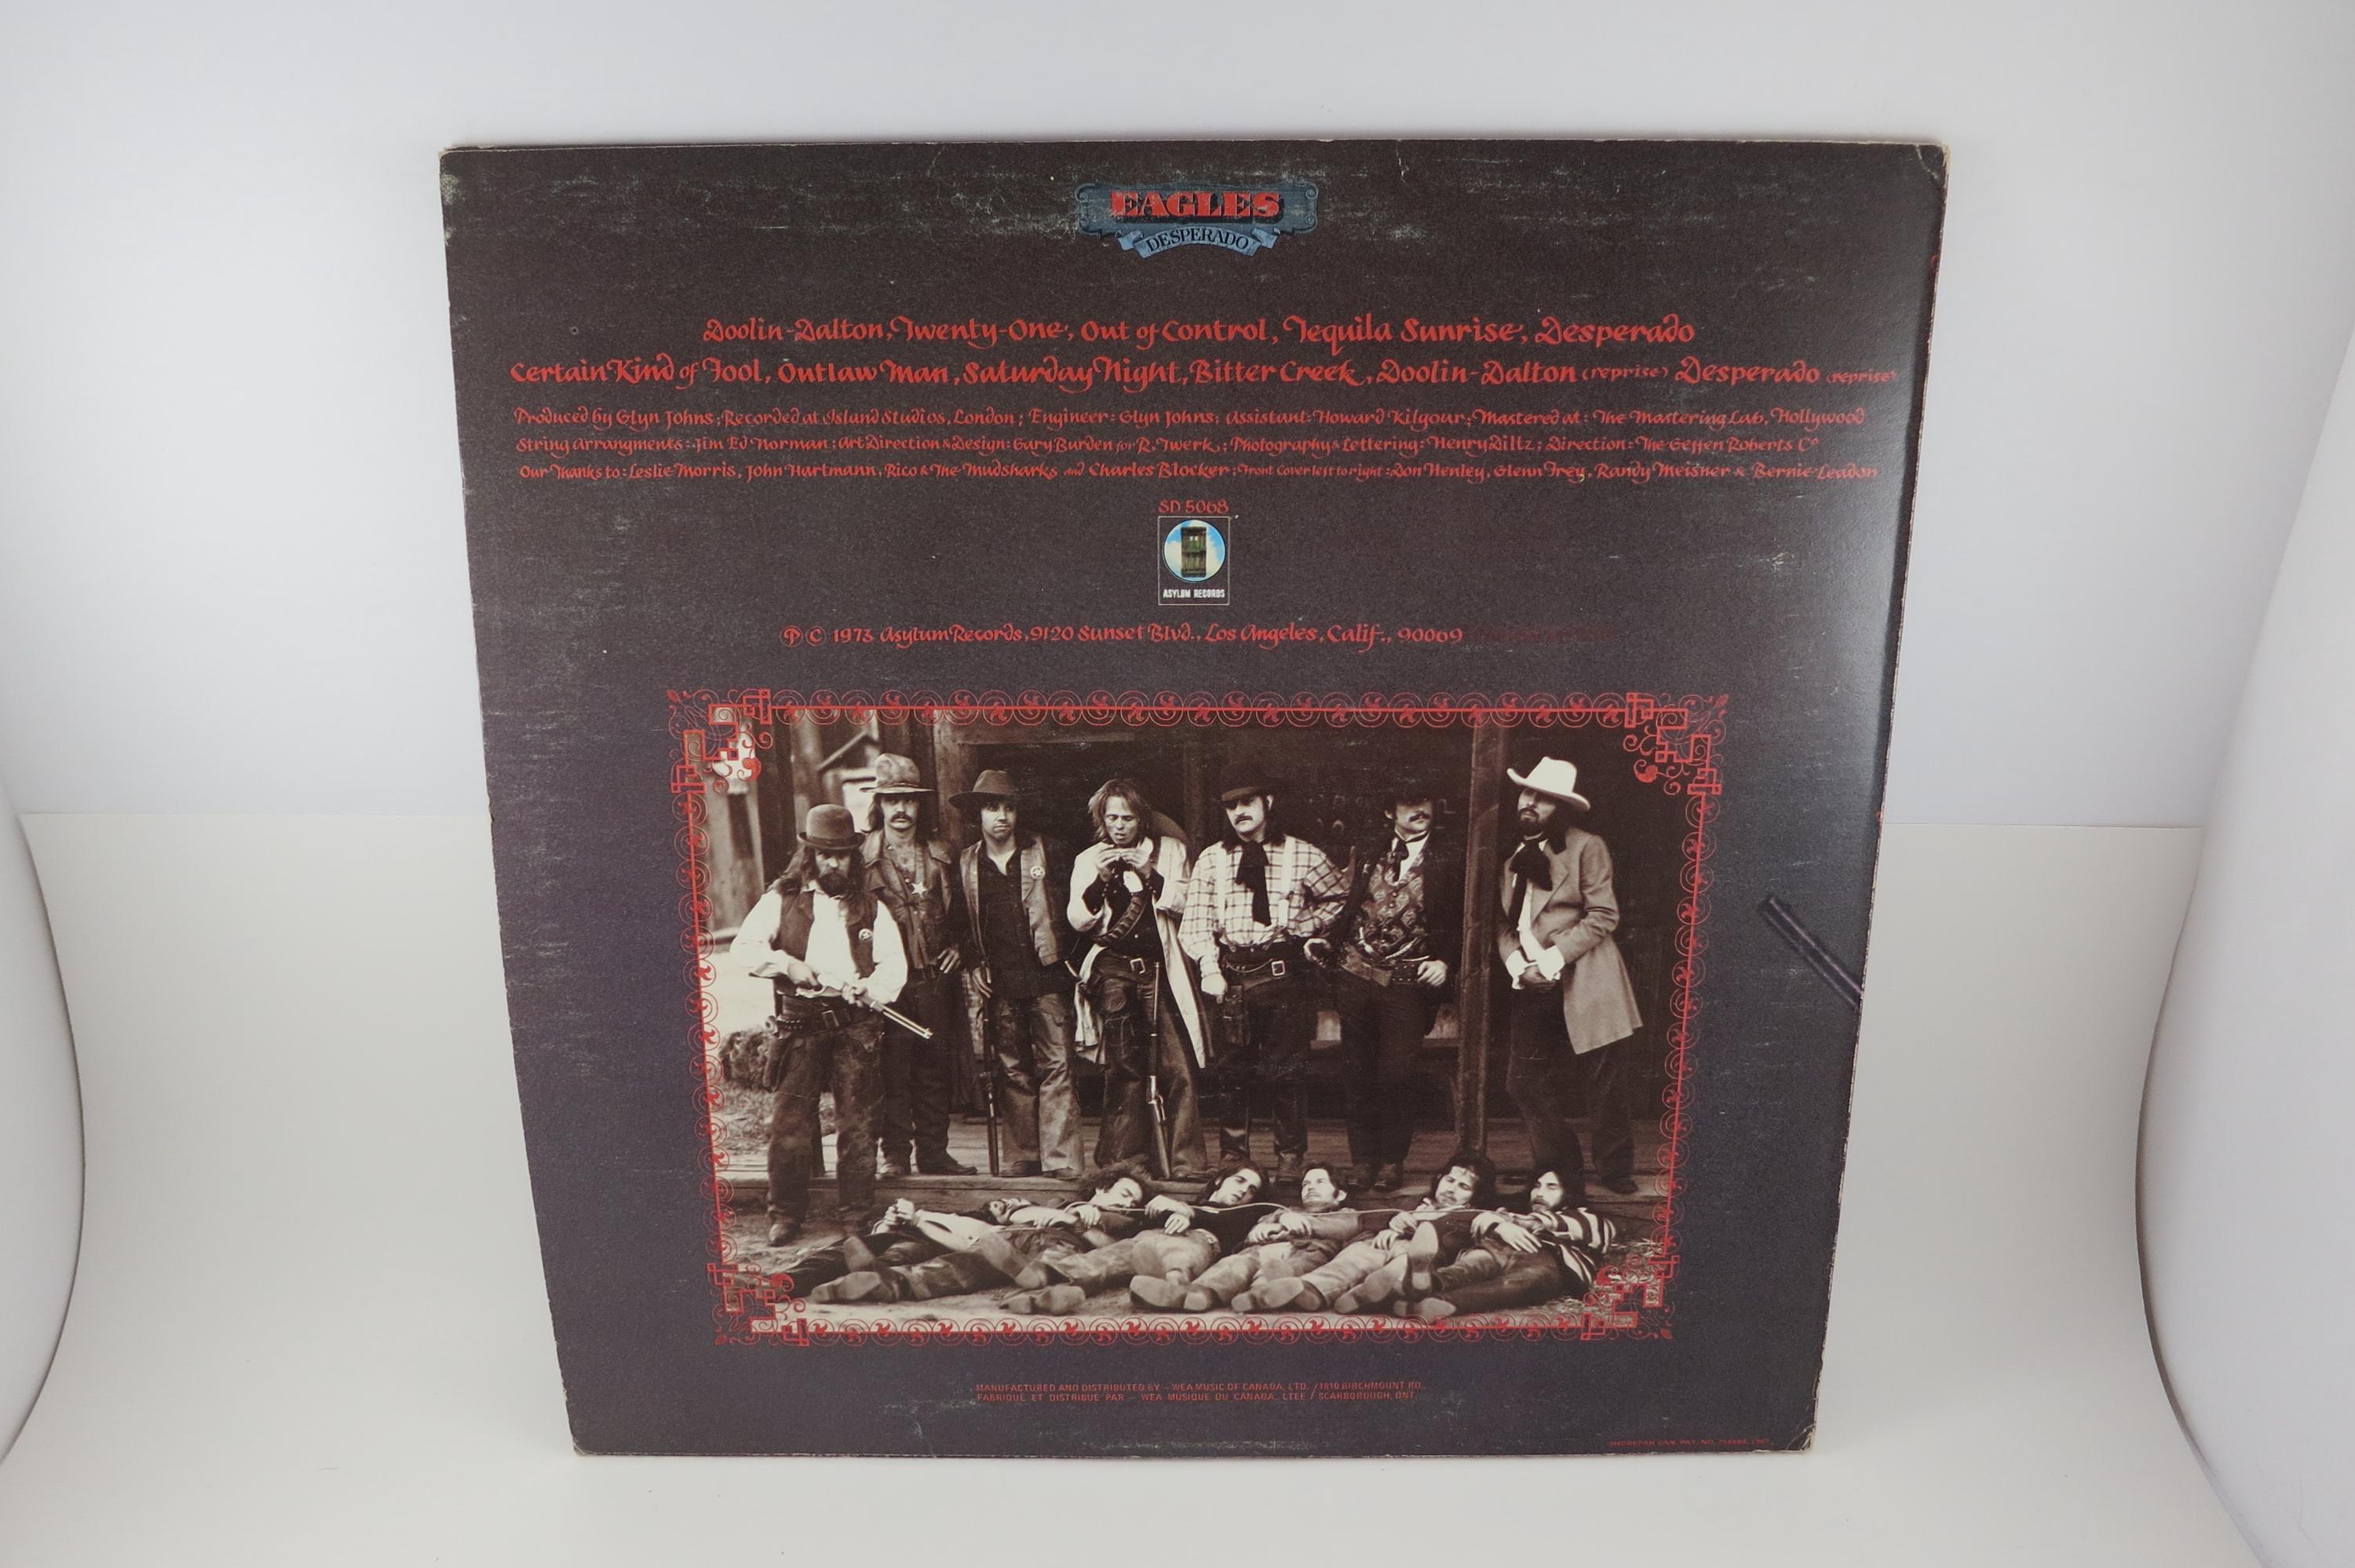 EAGLES
DESPERADO
Doolin-Dalton, Twenty-One, Out of Control, Tequila Sunrise, Desperado
Certain Kind of Fool, Outlaw Man, Saturday Night, Bitter Creek, Doolin-Dalton (reprise) Desperado (reprise)
Produced by Glyn Johns; Recorded at Island Studios, London; Engineer: Glyn Johns; Assistant: Howard Kilgour; Mastered at: The Mastering Lab, Hollywood
String Arrangments: Jim Ed Norman; Art Direction & Design: Gary Burden for R. Twerk; Photography & Lettering: Henry Diltz; Direction: The Geffen Roberts Co
Our Thanks to: Leslie Morris, John Hartmann, Rico & The Mudsharks and Charles Blocker; Front Cover left to right: Don Henley, Glenn Frey, Randy Meisner & Bernie Leadon
SD 5068
ASYLUM RECORDS
Ⓟ © 1973 Asylum Records, 9120 Sunset Blvd., Los Angeles, Calif., 90069
MANUFACTURED AND DISTRIBUTED BY - WEA MUSIC OF CANADA, LTD. / 1810 BIRCHMOUNT RD.,
FABRIQUE ET DISTRIBUE PAR - WEA MUSIQUE DU CANADA, LTEE / SCARBOROUGH, ONT.
SHOREPAK CAN. PAT. NO.